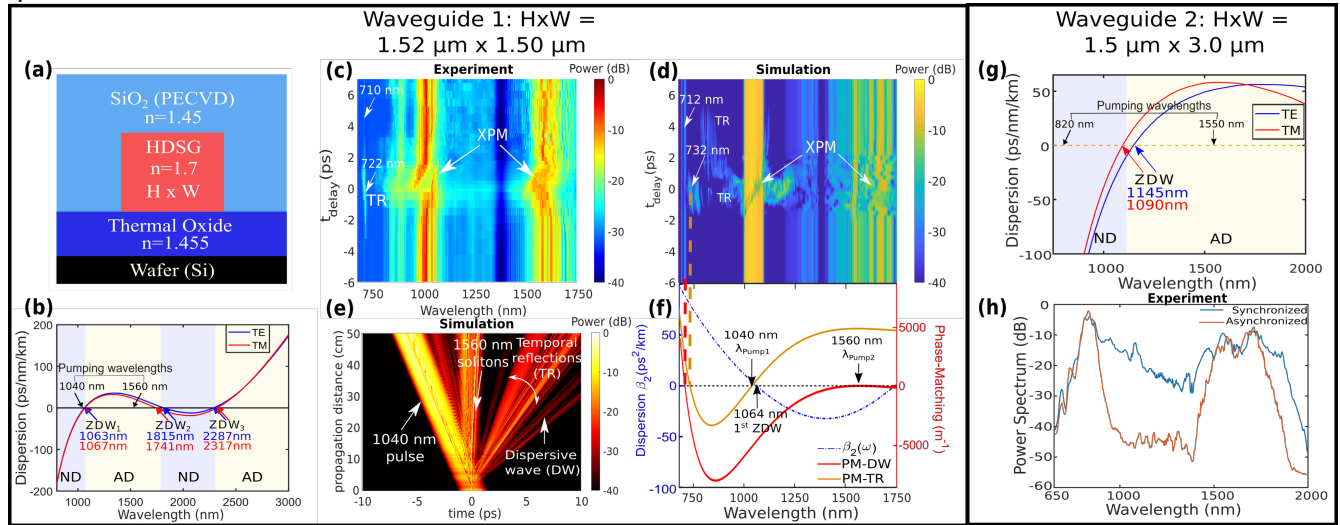 Waveguide 1: HxW =
1.52 µm x 1.50 µm
Waveguide 2: HxW =
1.5 µm x 3.0 µm
(a)
SiO2 (PECVD)
n=1.45
HDSG
n=1.7
H x W
Thermal Oxide
n=1.455
Wafer (Si)
(b)
200
150
100
50
0
-50
-100
-200
Dispersion (ps/nm/km)
TE
TM
Pumping wavelengths
1040 nm
1560 nm
ZDW1
1063nm
1067nm
ZDW2
1815nm
1741nm
ZDW3
2287nm
2317nm
ND
AD
ND
AD
1000
1500
2000
2500
3000
Wavelength (nm)
(c)
Experiment
Power (dB)
6
4
2
0
-2
-4
-6
tdelay (ps)
710 nm
722 nm
TR
XPM
0
-10
-20
-30
-40
750
1000
1250
1500
1750
Wavelength (nm)
(d)
Simulation
Power (dB)
6
4
2
0
-2
-4
-6
tdelay (ps)
712 nm
TR
732 nm
TR
XPM
0
-10
-20
-30
-40
(e)
Simulation
Power (dB)
50
40
30
20
10
0
propagation distance (cm)
1560 nm
solitons
Temporal
reflections
(TR)
1040 nm
pulse
Dispersive
wave (DW)
0
-10
-20
-30
-40
-10
-5
0
5
10
time (ps)
(f)
100
50
0
-50
-100
Dispersion β2(ps²/km)
1040 nm
λPump1
1560 nm
λPump2
1064 nm
1st ZDW
β2(ω)
PM-DW
PM-TR
5000
0
-5000
Phase-Matching (m⁻¹)
750
1000
1250
1500
1750
Wavelength (nm)
(g)
50
0
-50
-100
Dispersion (ps/nm/km)
Pumping wavelengths
820 nm
1550 nm
TE
TM
ZDW
1145nm
1090nm
ND
AD
1000
1500
2000
Wavelength (nm)
(h)
Experiment
0
-10
-20
-30
-40
-50
-60
Power Spectrum (dB)
Synchronized
Asynchronized
650
1000
1500
2000
Wavelength (nm)